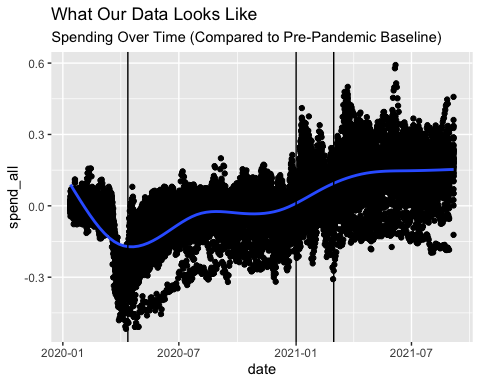 What Our Data Looks Like
Spending Over Time (Compared to Pre-Pandemic Baseline)
spend_all
0.6
0.3
0.0
-0.3
2020-01 2020-07 2021-01 2021-07
date